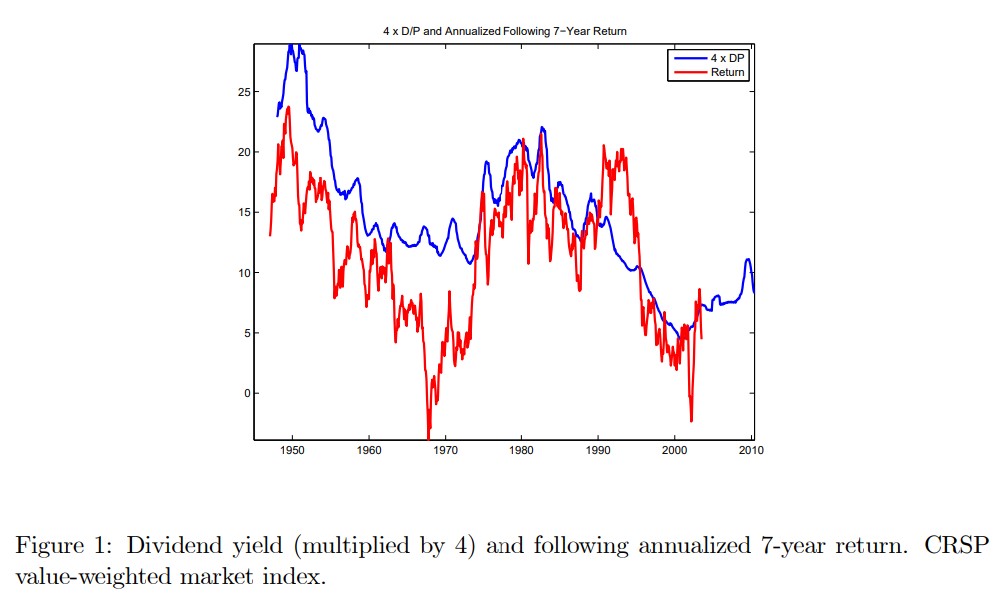 4 x D/P and Annualized Following 7−Year Return
4 x DP
Return
25
20
15
10
5
0
1950 1960 1970 1980 1990 2000 2010
Figure 1: Dividend yield (multiplied by 4) and following annualized 7-year return. CRSP
value-weighted market index.